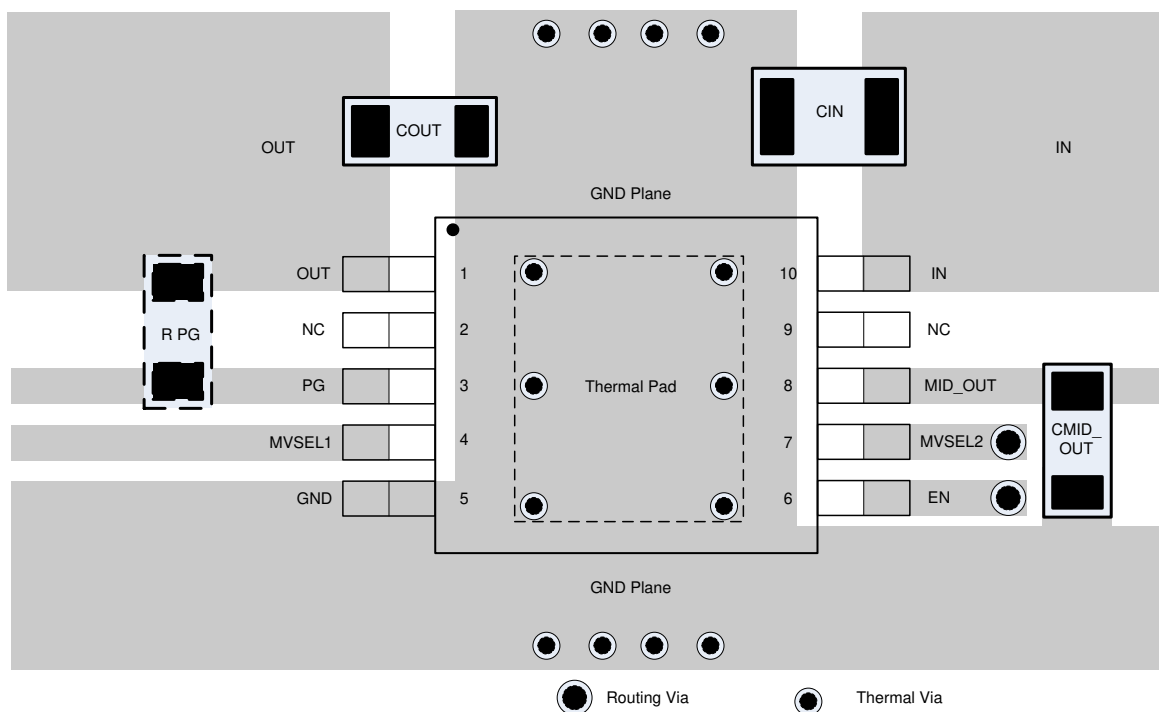 COUT
CIN
OUT
IN
GND Plane
OUT
1
10
IN
R PG
NC
2
9
NC
PG
3
Thermal Pad
8
MID_OUT
MVSEL1
4
7
MVSEL2
CMID_
OUT
GND
5
6
EN
GND Plane
Routing Via
Thermal Via